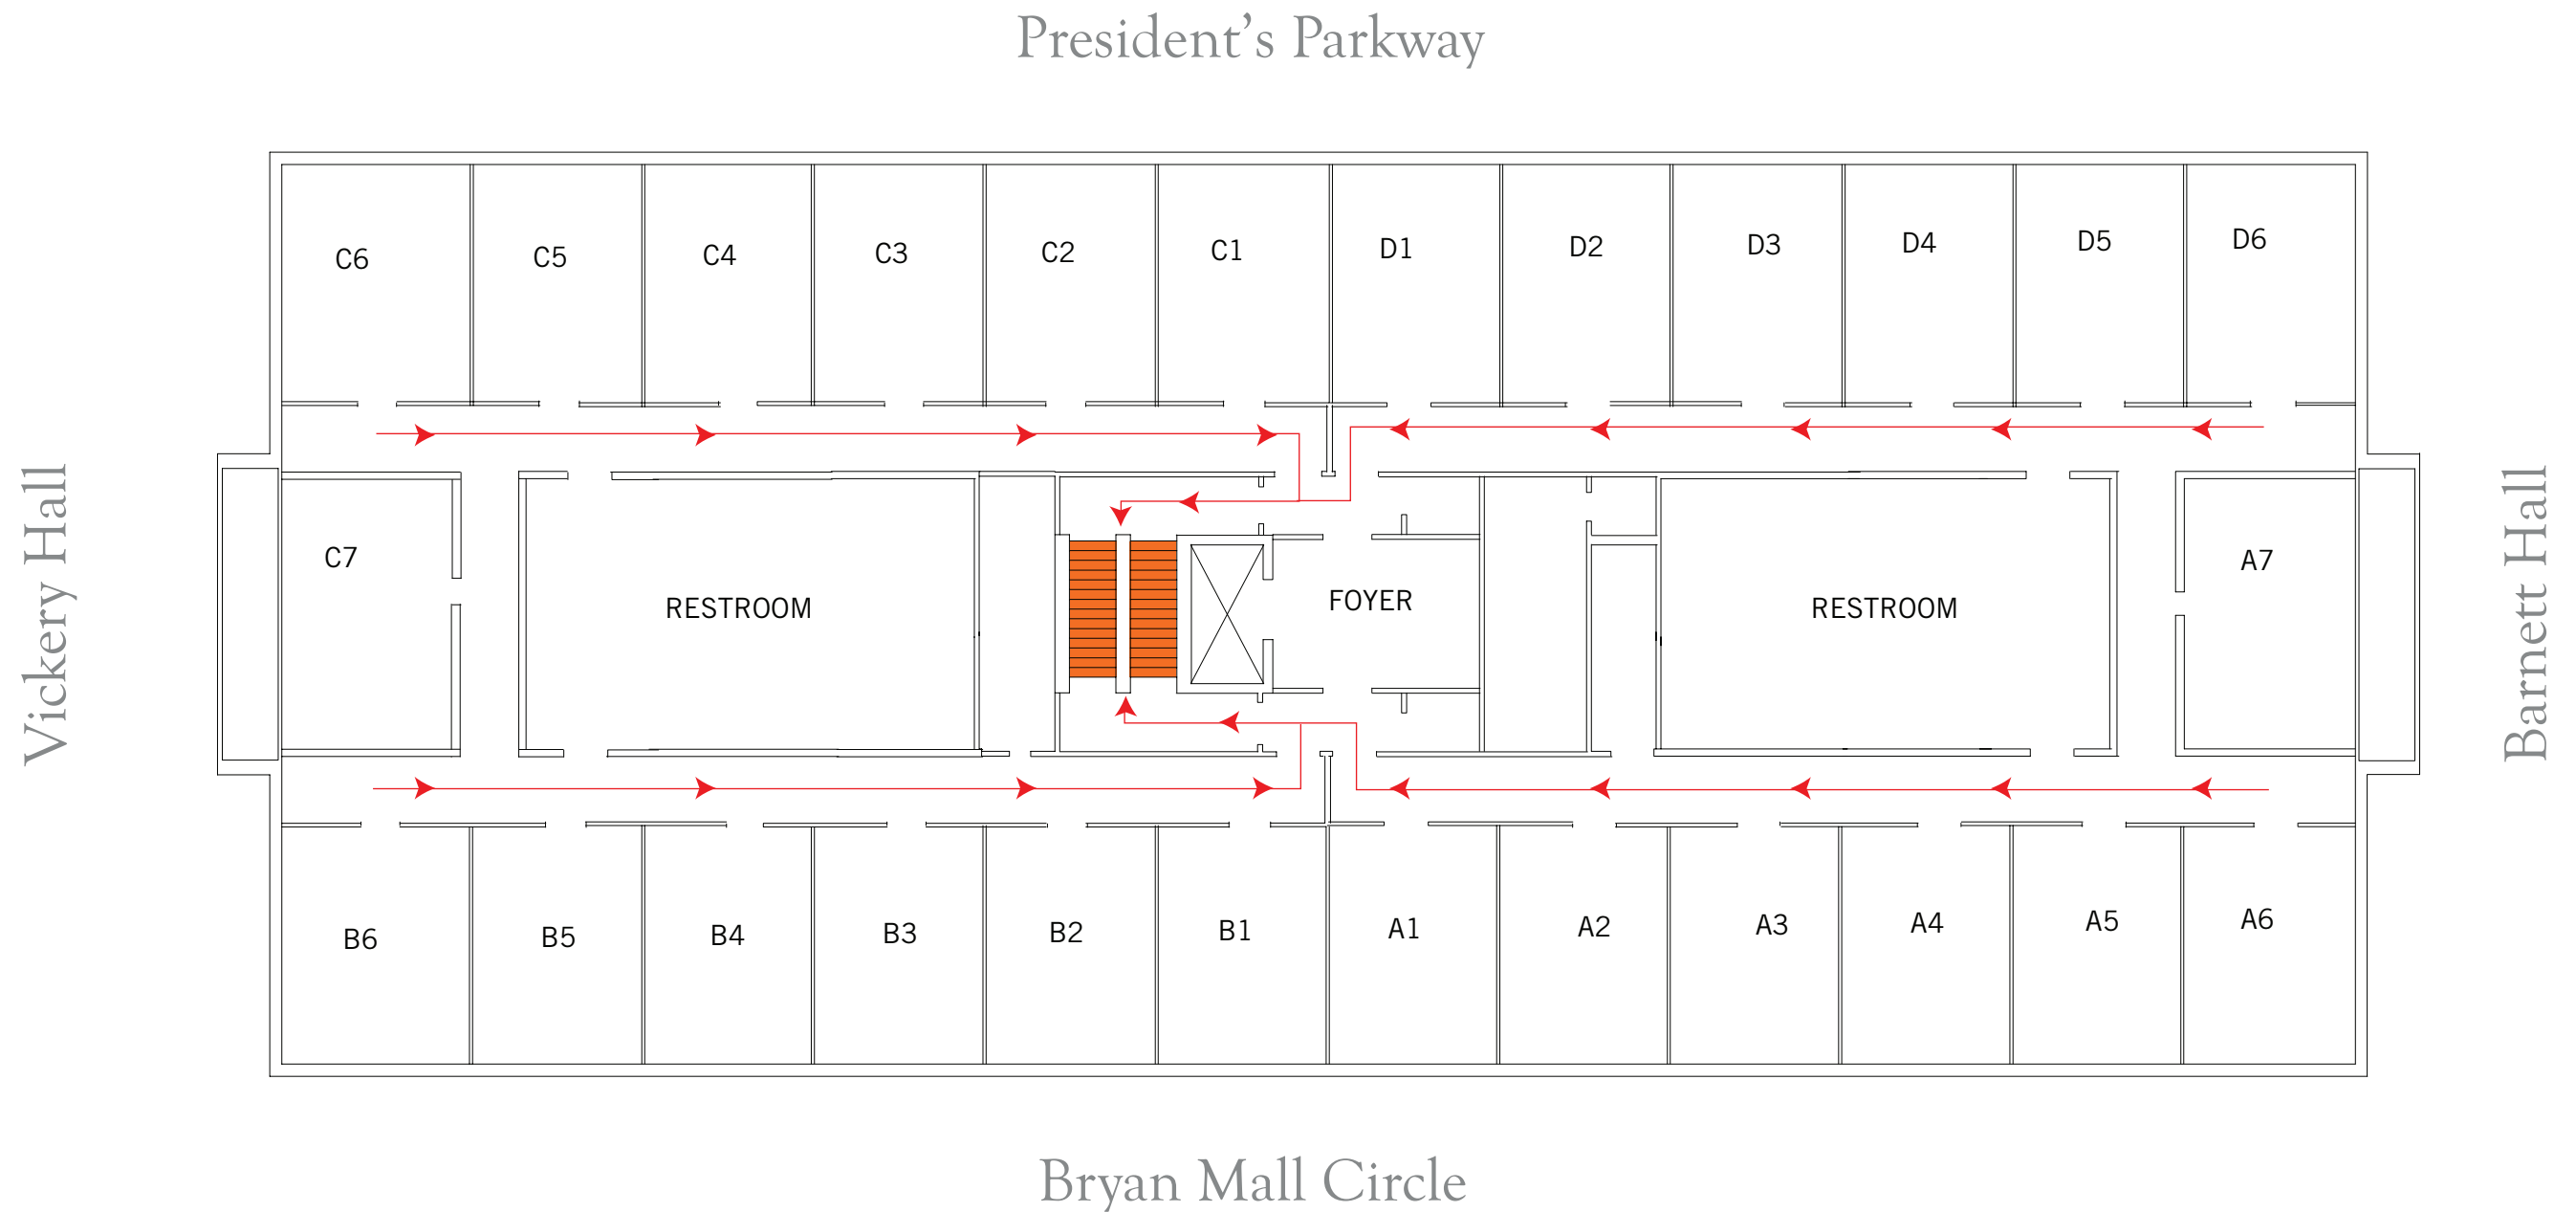 President’s Parkway
C6
C5
C4
C3
C2
C1
D1
D2
D3
D4
D5
D6
Vickery Hall
C7
RESTROOM
FOYER
RESTROOM
A7
Barnett Hall
B6
B5
B4
B3
B2
B1
A1
A2
A3
A4
A5
A6
Bryan Mall Circle